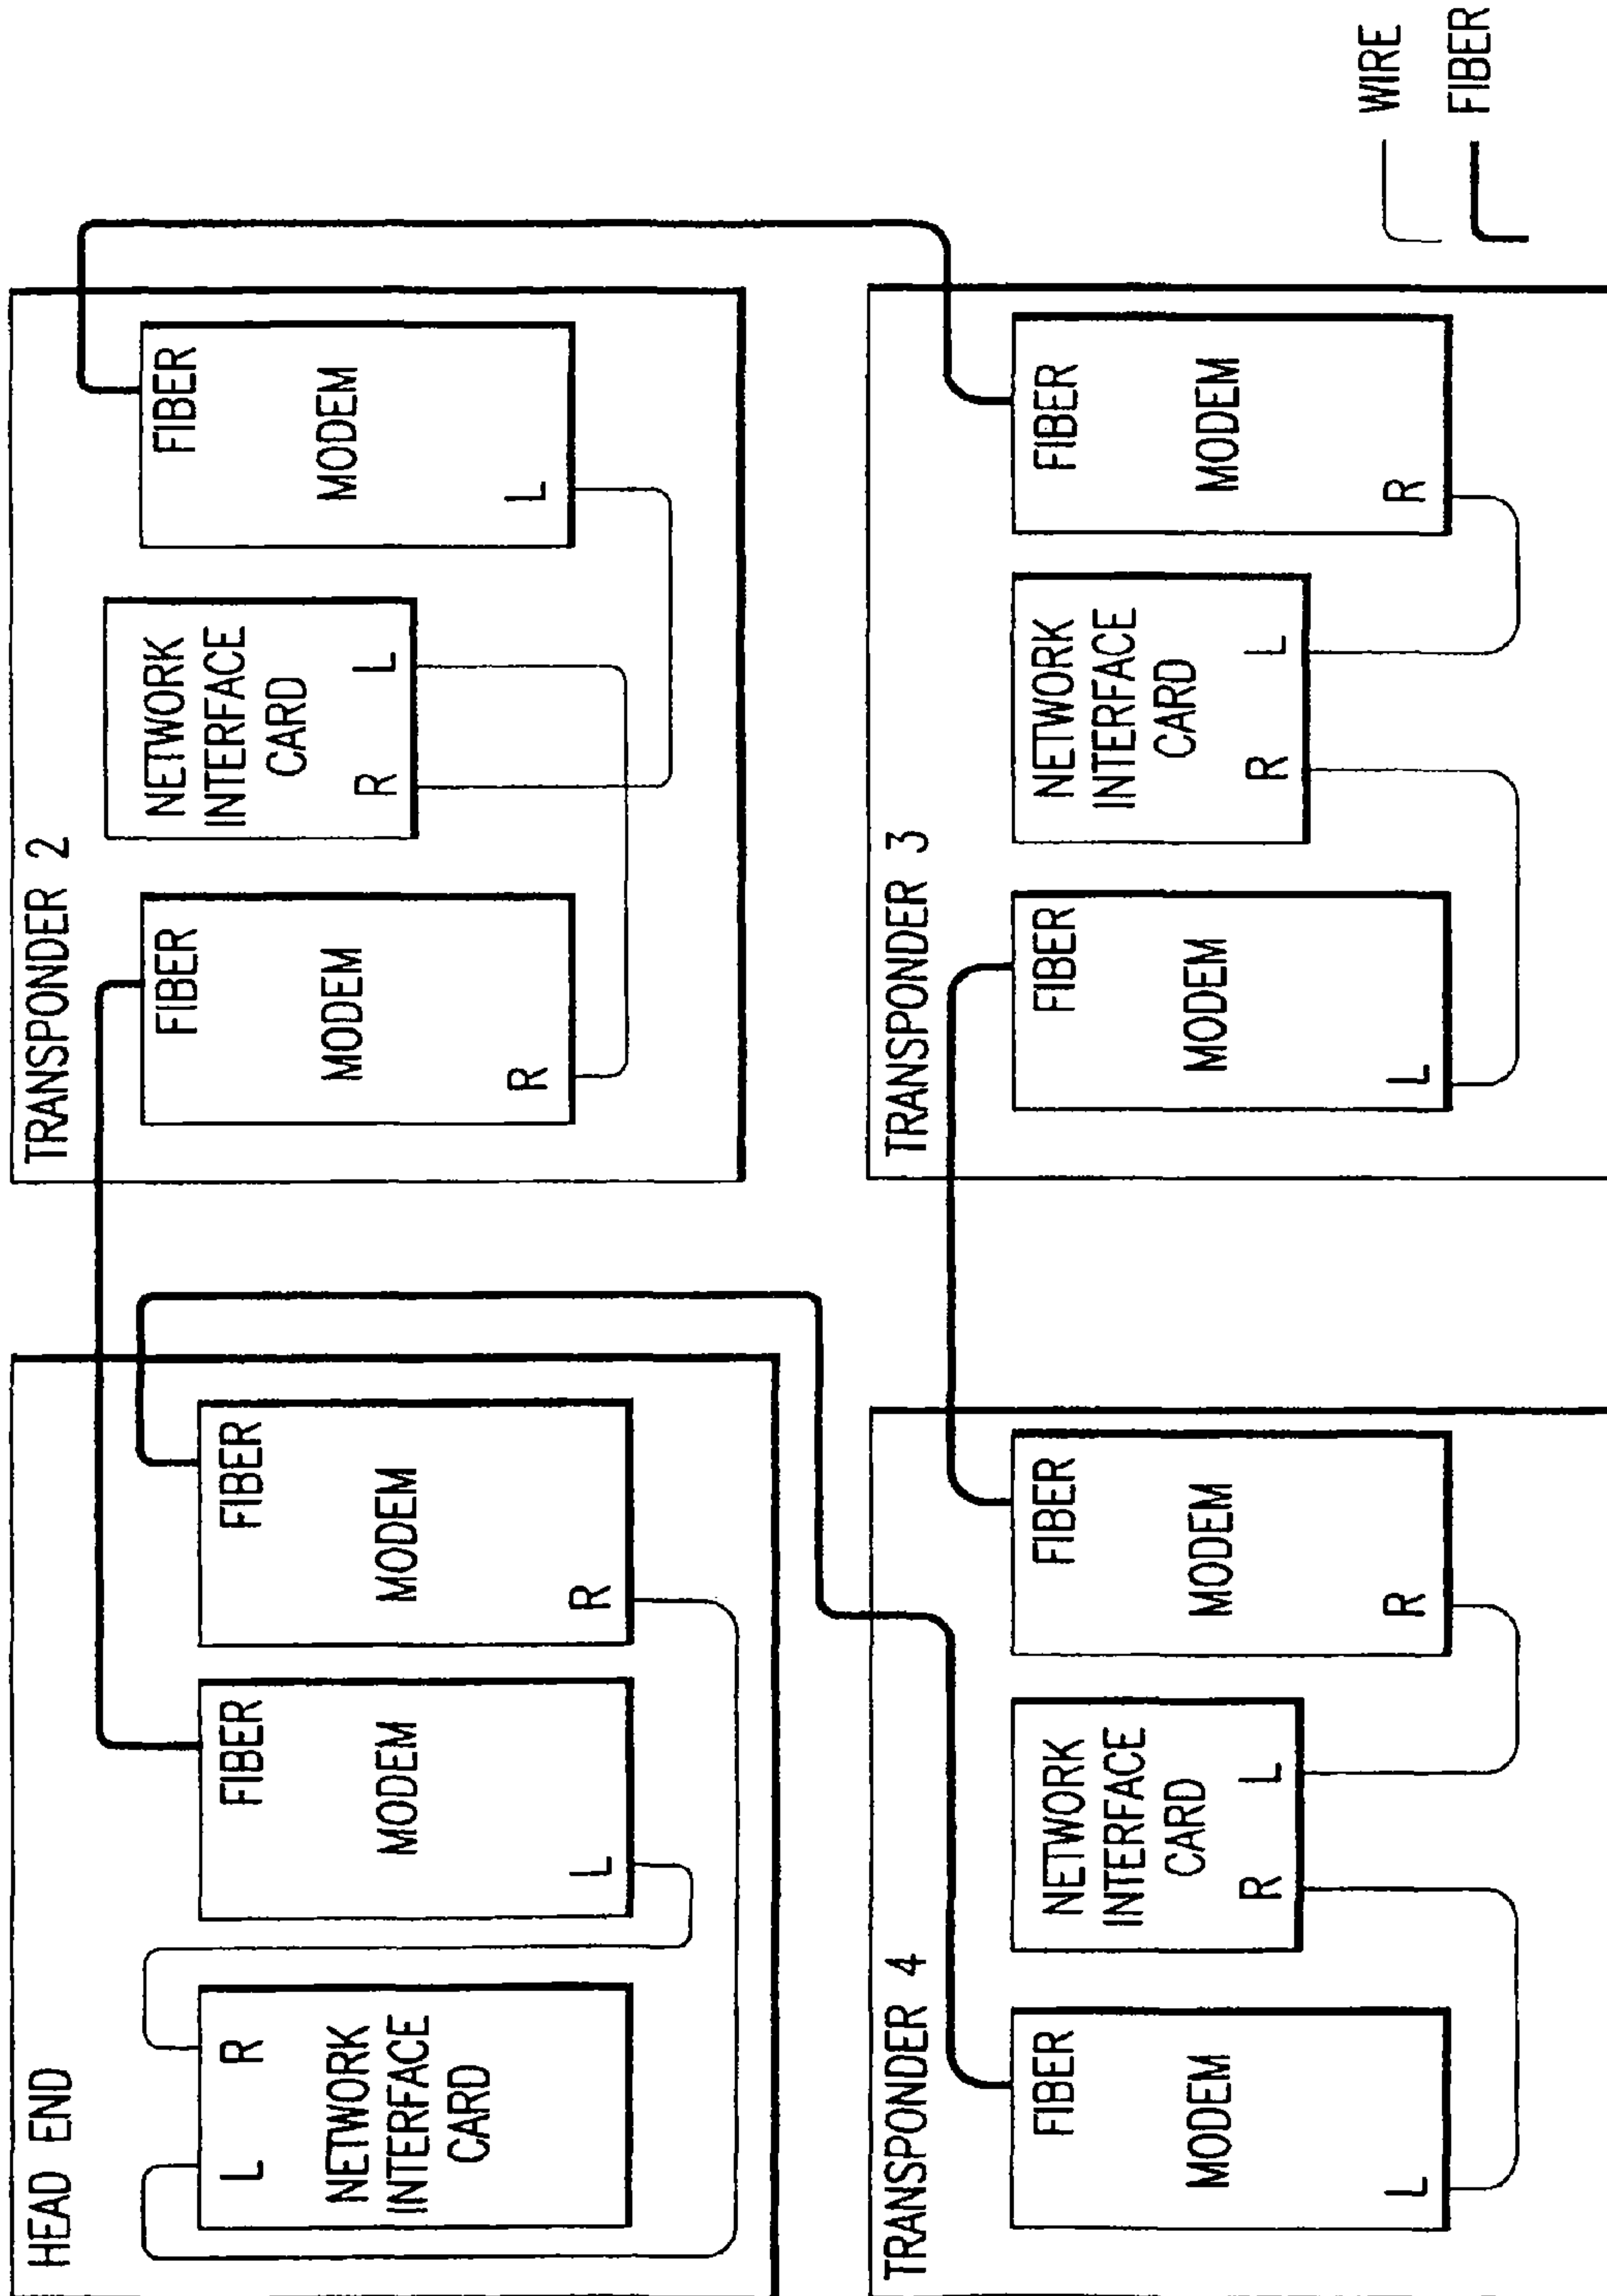 HEAD END
L R
NETWORK
INTERFACE
CARD
FIBER
MODEM
L
FIBER
MODEM
R
TRANSPONDER 2
FIBER
MODEM
R
NETWORK
INTERFACE
CARD
R L
FIBER
MODEM
L
TRANSPONDER 4
FIBER
MODEM
L
NETWORK
INTERFACE
CARD
R L
FIBER
MODEM
R
TRANSPONDER 3
FIBER
MODEM
L
NETWORK
INTERFACE
CARD
R L
FIBER
MODEM
R
WIRE
FIBER